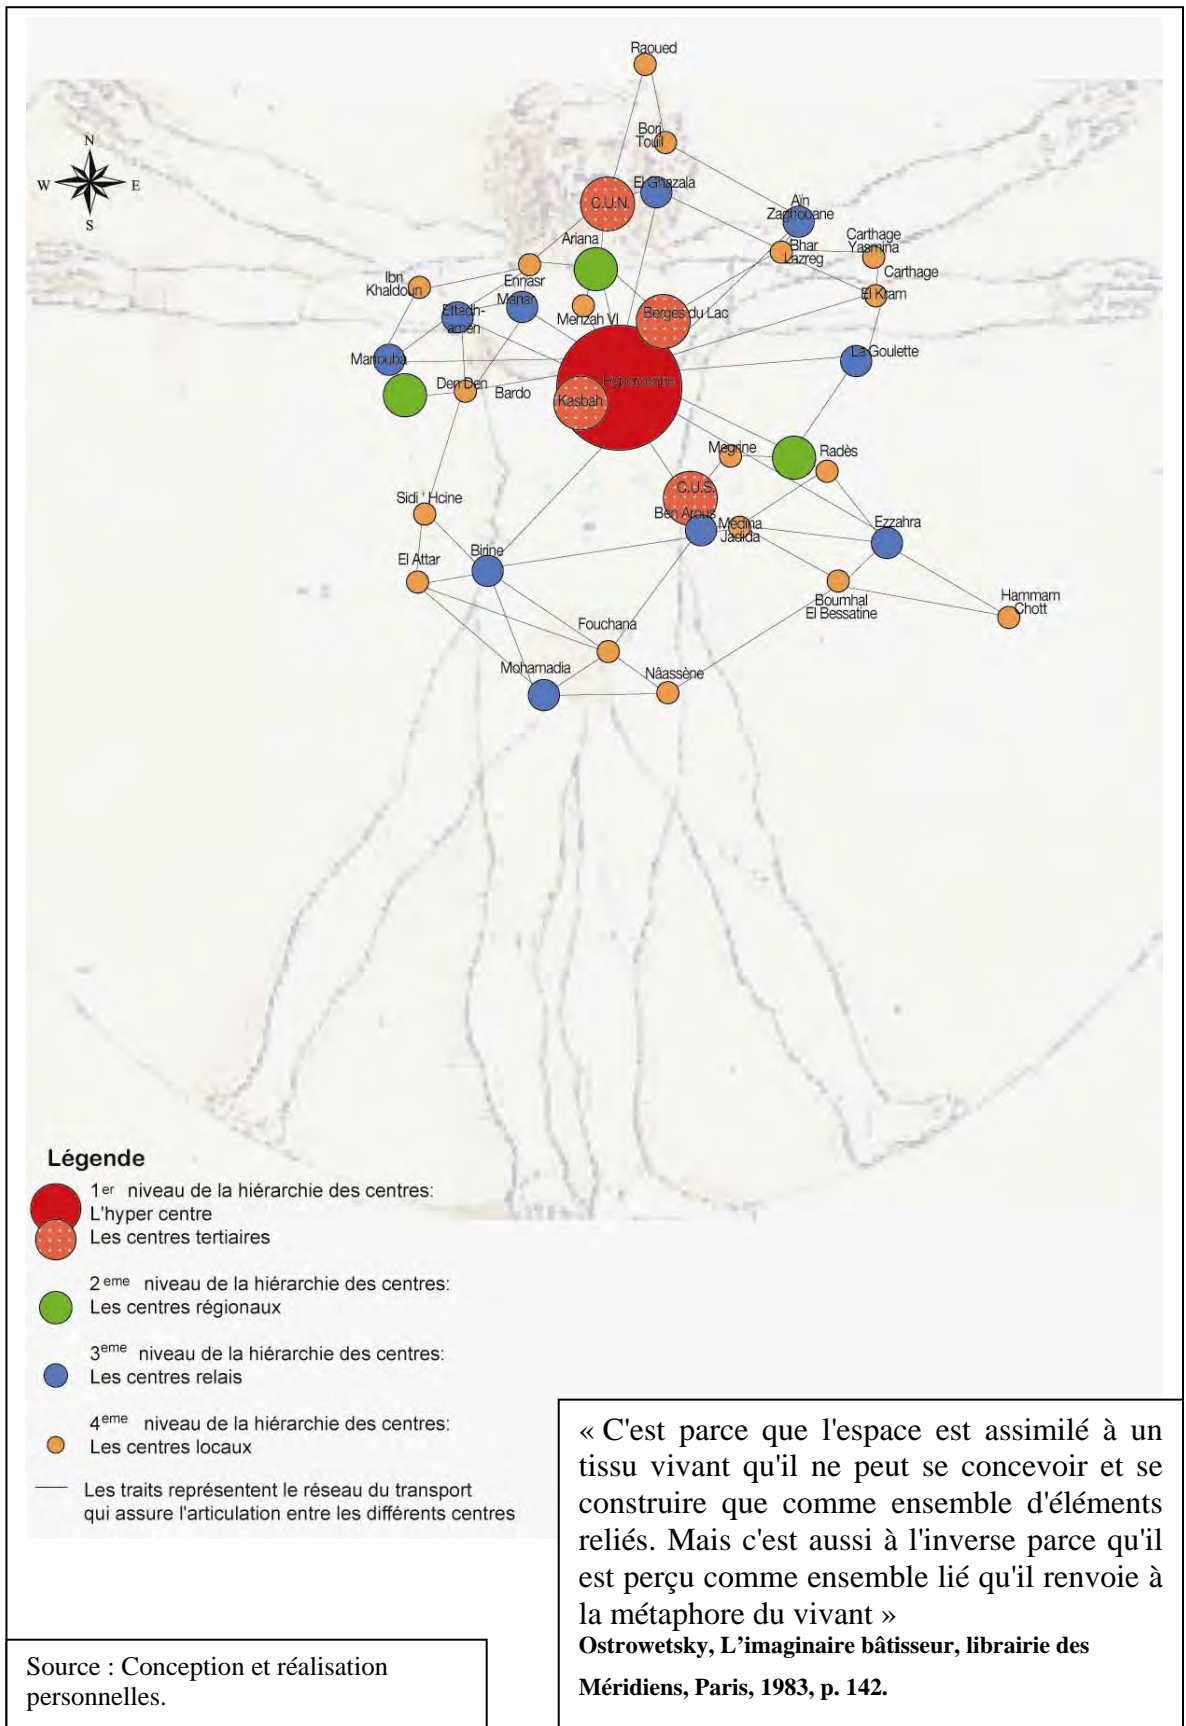 Raoued
Borj
Touil
El Ghazala
C.U.N.
Aïn
Zaghouane
Ariana
Bhar
Lazreg
Carthage
Yasmina
Carthage
El Kram
Ibn
Khaldoun
Ennasr
Manar
Ettadh-
amen
Menzah VI
Berges du Lac
N
W
E
S
Manouba
La Goulette
Den Den
Bardo
Hypercentre
Kasbah
Megrine
Radès
C.U.S.
Ben Arous
Medina
Jadida
Ezzahra
Sidi ' Hcine
El Attar
Birine
Boumhal
El Bessatine
Hammam
Chott
Fouchana
Mohamadia
Nâassène
Légende
1er niveau de la hiérarchie des centres:
L'hyper centre
Les centres tertiaires
2eme niveau de la hiérarchie des centres:
Les centres régionaux
3eme niveau de la hiérarchie des centres:
Les centres relais
4eme niveau de la hiérarchie des centres:
Les centres locaux
Les traits représentent le réseau du transport
qui assure l'articulation entre les différents centres
« C'est parce que l'espace est assimilé à un
tissu vivant qu'il ne peut se concevoir et se
construire que comme ensemble d'éléments
reliés. Mais c'est aussi à l'inverse parce qu'il
est perçu comme ensemble lié qu'il renvoie à
la métaphore du vivant »
Ostrowetsky, L’imaginaire bâtisseur, librairie des
Méridiens, Paris, 1983, p. 142.
Source : Conception et réalisation
personnelles.